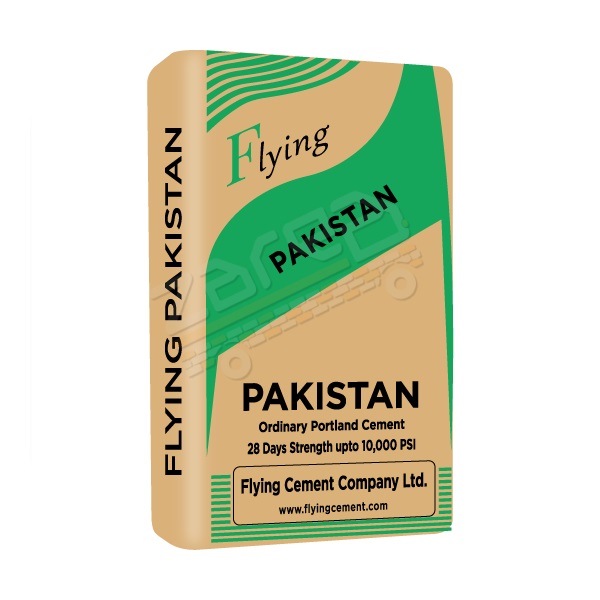 FLYING PAKISTAN
Flying
PAKISTAN
zarea
PAKISTAN
Ordinary Portland Cement
28 Days Strength upto 10,000 PSI
Flying Cement Company Ltd.
www.flyingcement.com